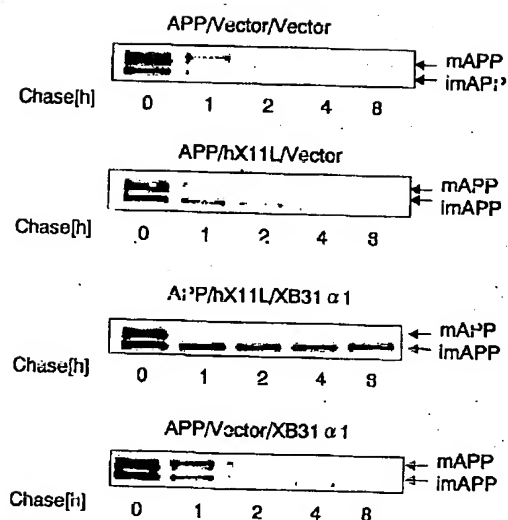 APP/Vector/Vector
mAPP
imAPP
Chase[h] 0 1 2 4 8
APP/hX11L/Vector
mAPP
imAPP
Chase[h] 0 1 2 4 8
APP/hX11L/XB31 α1
mAPP
imAPP
Chase[h] 0 1 2 4 8
APP/Vector/XB31 α1
mAPP
imAPP
Chase[h] 0 1 2 4 8